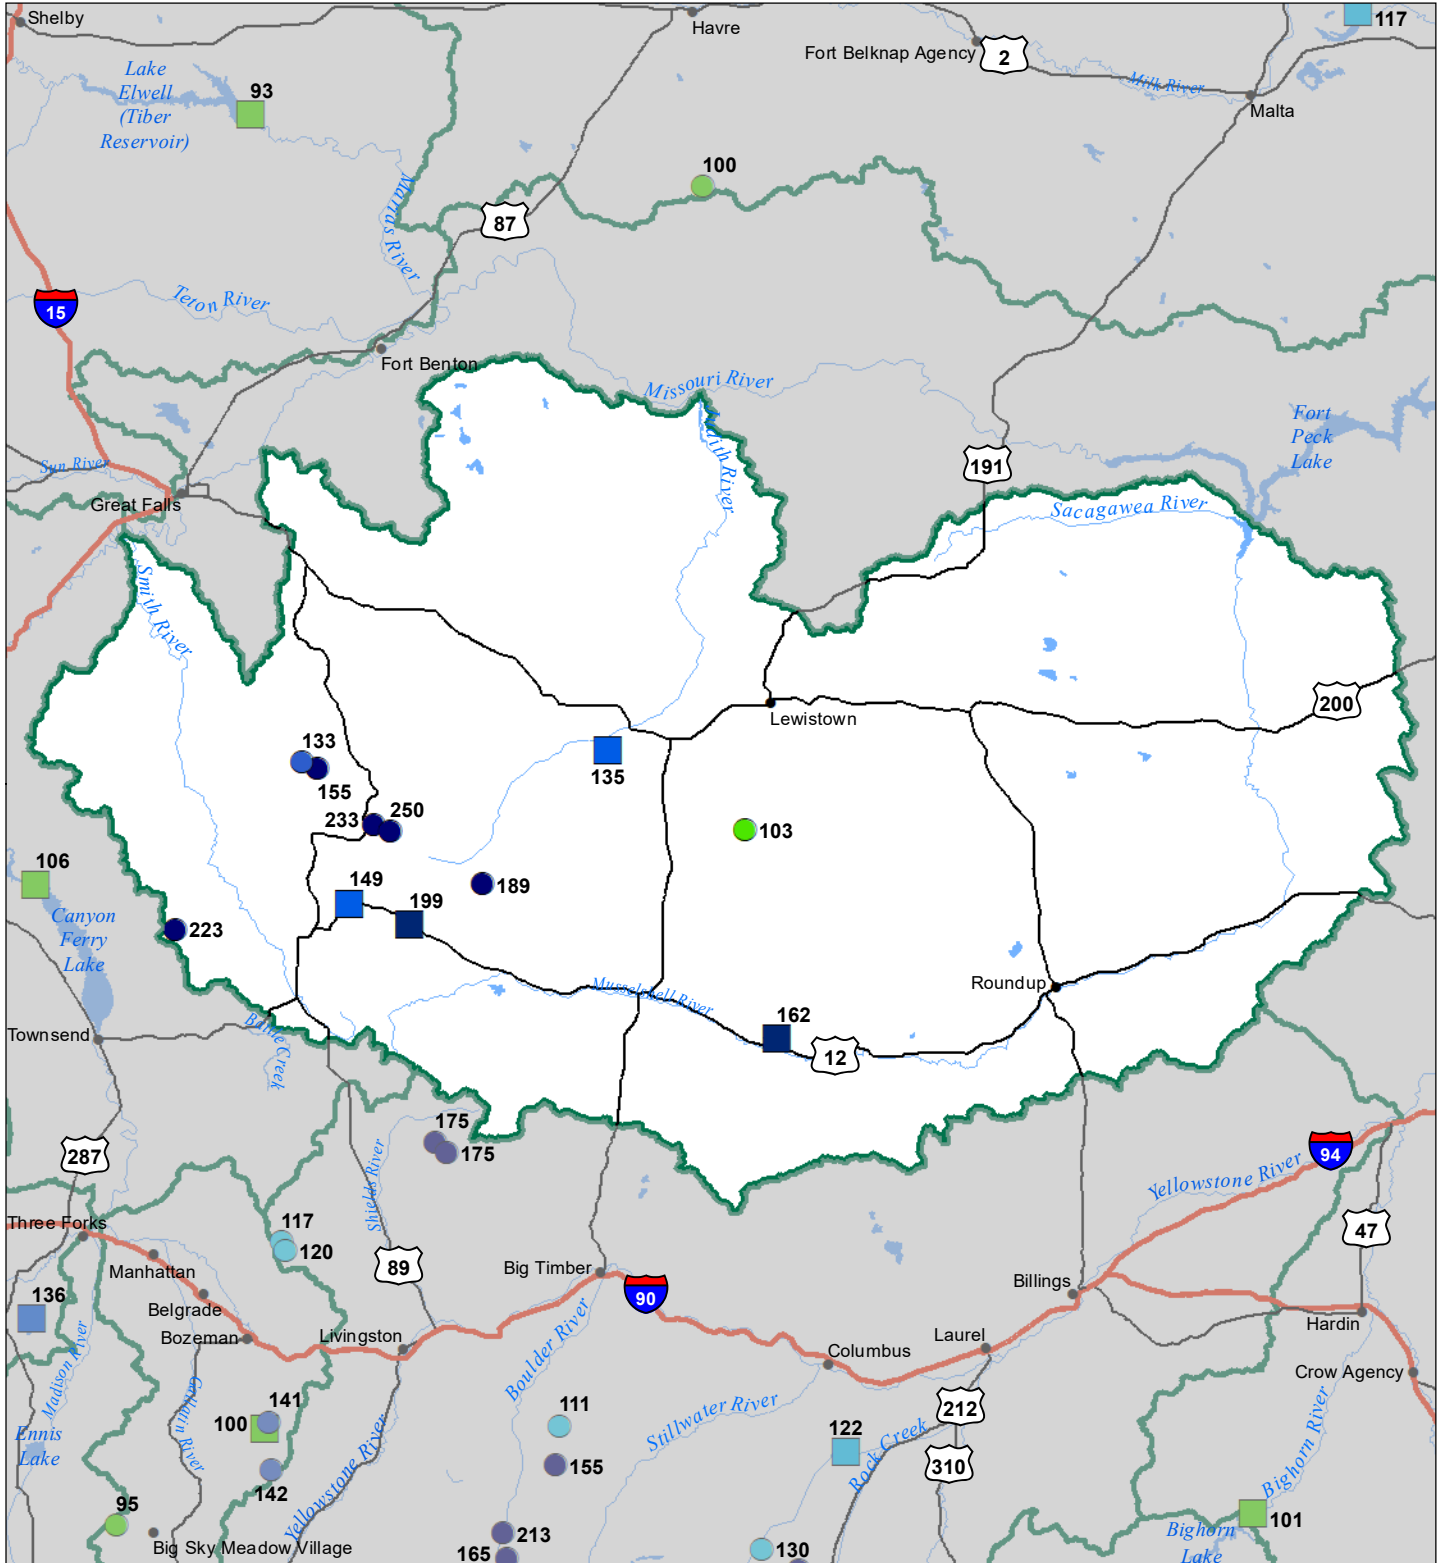 Shelby
Havre
Fort Belknap Agency
2
117
Lake
Elwell
(Tiber
Reservoir)
93
Milk River
Malta
100
Marias River
87
Teton River
15
Fort Benton
Missouri River
Judith River
Fort
Peck
Lake
Sun River
191
Great Falls
Sacagawea River
Smith River
200
Lewistown
133
155
135
233
250
103
106
149
189
199
223
Canyon
Ferry
Lake
Musselshell River
Roundup
162
12
Townsend
Battle Creek
175
175
287
94
Shields River
Yellowstone River
Three Forks
117
120
47
Manhattan
89
Big Timber
90
Billings
136
Belgrade
Bozeman
Livingston
Laurel
Hardin
Madison River
Boulder River
Columbus
Crow Agency
Gallatin River
141
100
111
Stillwater River
212
Ennis
Lake
122
Rock Creek
155
310
142
Yellowstone River
Bighorn River
95
Big Sky Meadow Village
213
165
130
101
Bighorn
Lake